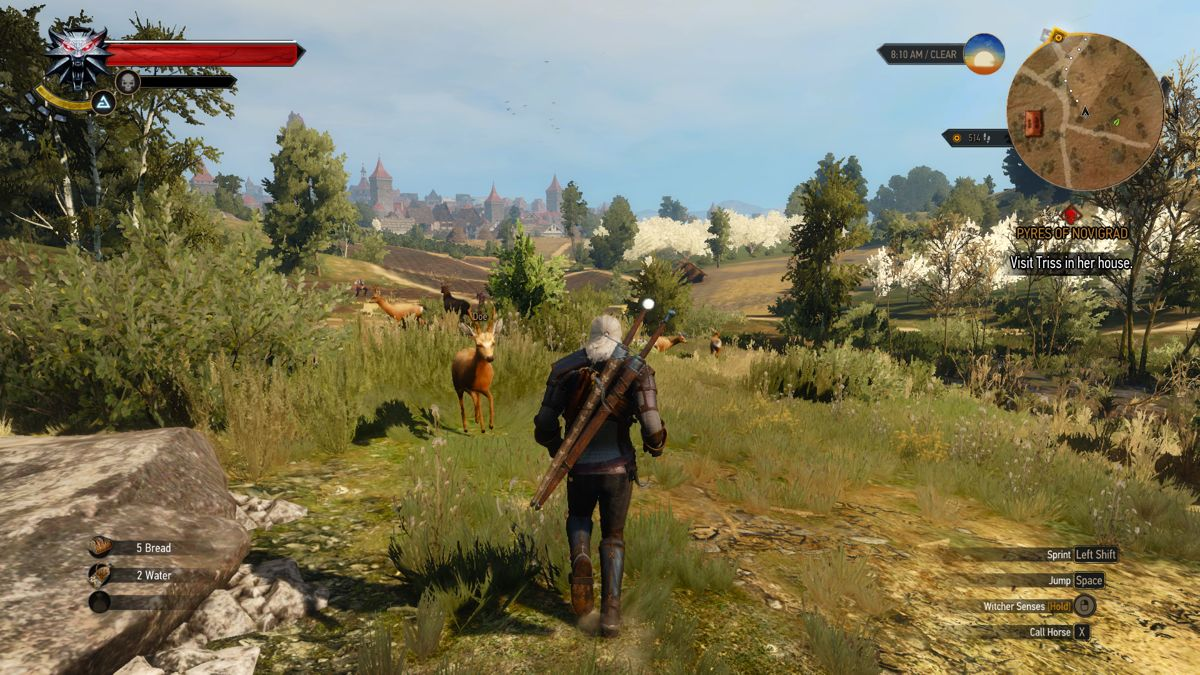 8:10 AM / CLEAR
514
PYRES OF NOVIGRAD
Visit Triss in her house.
Doe
5 Bread
2 Water
Sprint Left Shift
Jump Space
Witcher Senses [Hold]
Call Horse X